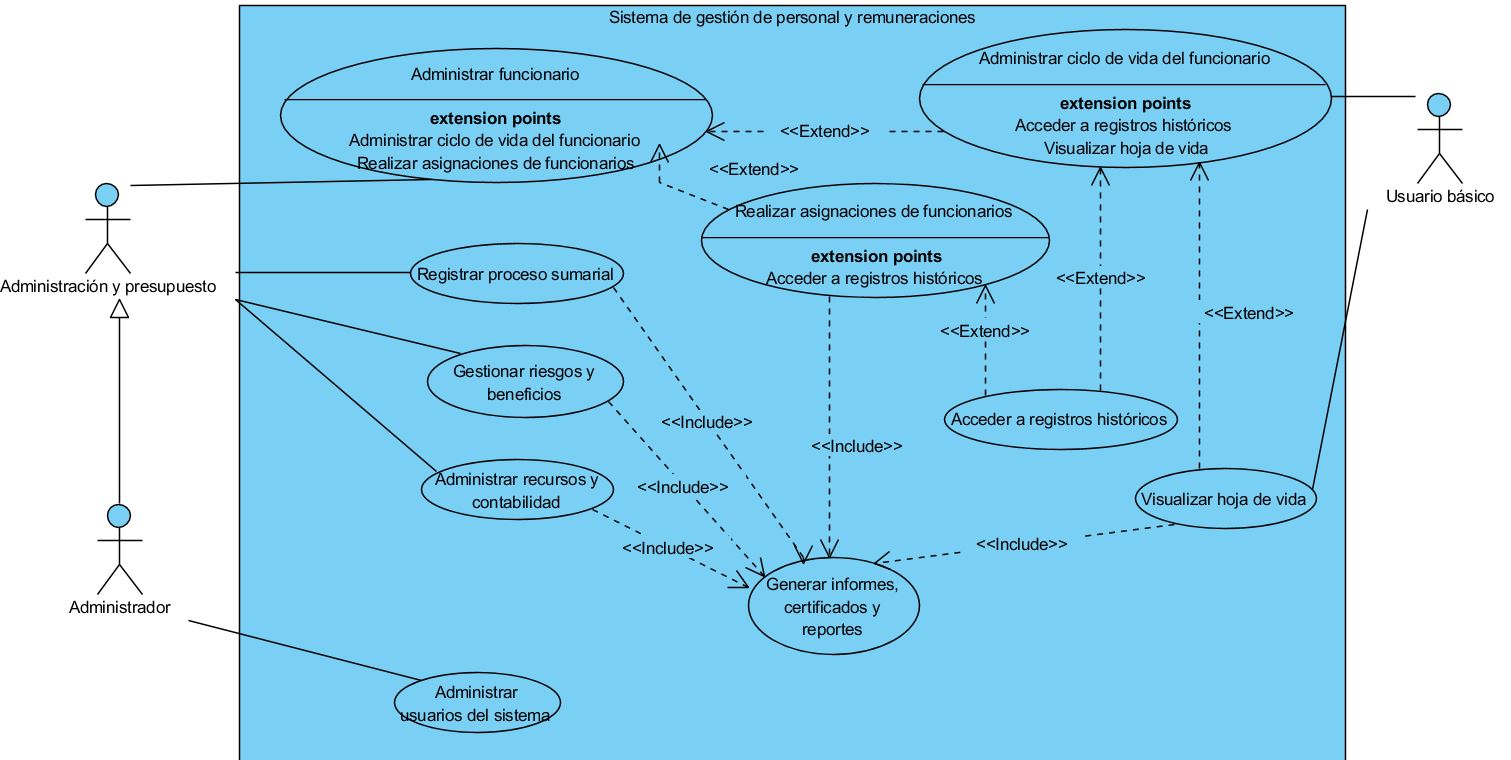 Sistema de gestión de personal y remuneraciones
Administrar funcionario
extension points
Administrar ciclo de vida del funcionario
Realizar asignaciones de funcionarios
<<Extend>>
Administrar ciclo de vida del funcionario
extension points
Acceder a registros históricos
Visualizar hoja de vida
Usuario básico
<<Extend>>
Realizar asignaciones de funcionarios
extension points
Acceder a registros históricos
Administración y presupuesto
Registrar proceso sumarial
<<Extend>>
<<Extend>>
<<Extend>>
Gestionar riesgos y
beneficios
<<Include>>
<<Include>>
Acceder a registros históricos
Administrar recursos y
contabilidad
<<Include>>
Visualizar hoja de vida
<<Include>>
<<Include>>
Generar informes,
certificados y
reportes
Administrador
Administrar
usuarios del sistema